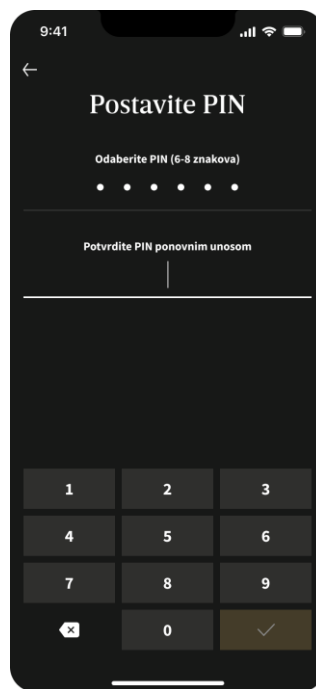 9:41
Postavite PIN
Odaberite PIN (6-8 znakova)
Potvrdite PIN ponovnim unosom
1 2 3
4 5 6
7 8 9
0